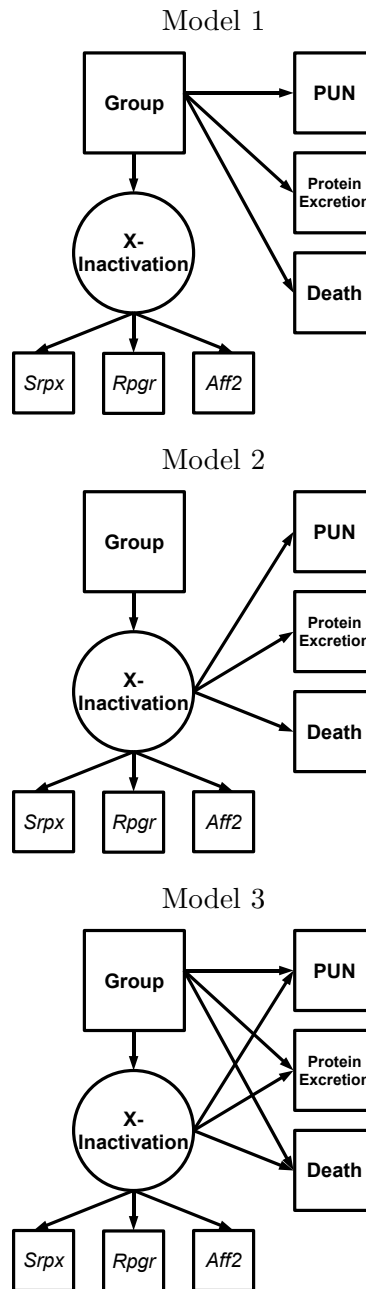 Model 1
Group
PUN
Protein
Excretion
X-
Inactivation
Death
Srpx
Rpgr
Aff2
Model 2
Group
PUN
Protein
Excretion
X-
Inactivation
Death
Srpx
Rpgr
Aff2
Model 3
Group
PUN
Protein
Excretion
X-
Inactivation
Death
Srpx
Rpgr
Aff2